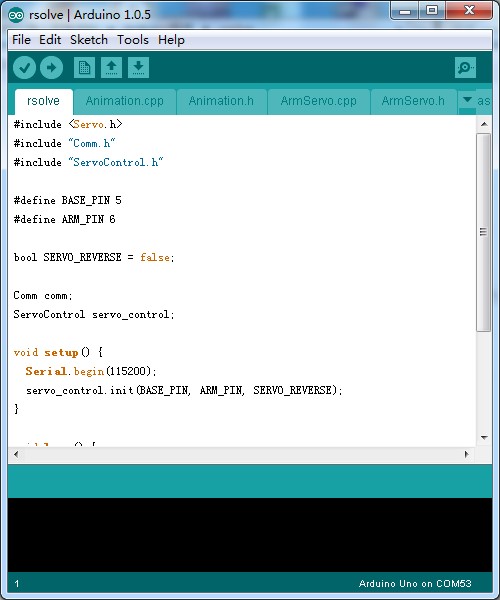 rsolve | Arduino 1.0.5
File Edit Sketch Tools Help
rsolve Animation.cpp Animation.h ArmServo.cpp ArmServo.h as
#include <Servo.h>
#include "Comm.h"
#include "ServoControl.h"
#define BASE_PIN 5
#define ARM_PIN 6
bool SERVO_REVERSE = false;
Comm comm;
ServoControl servo_control;
void setup() {
Serial.begin(115200);
servo_control.init(BASE_PIN, ARM_PIN, SERVO_REVERSE);
}
1 Arduino Uno on COM53